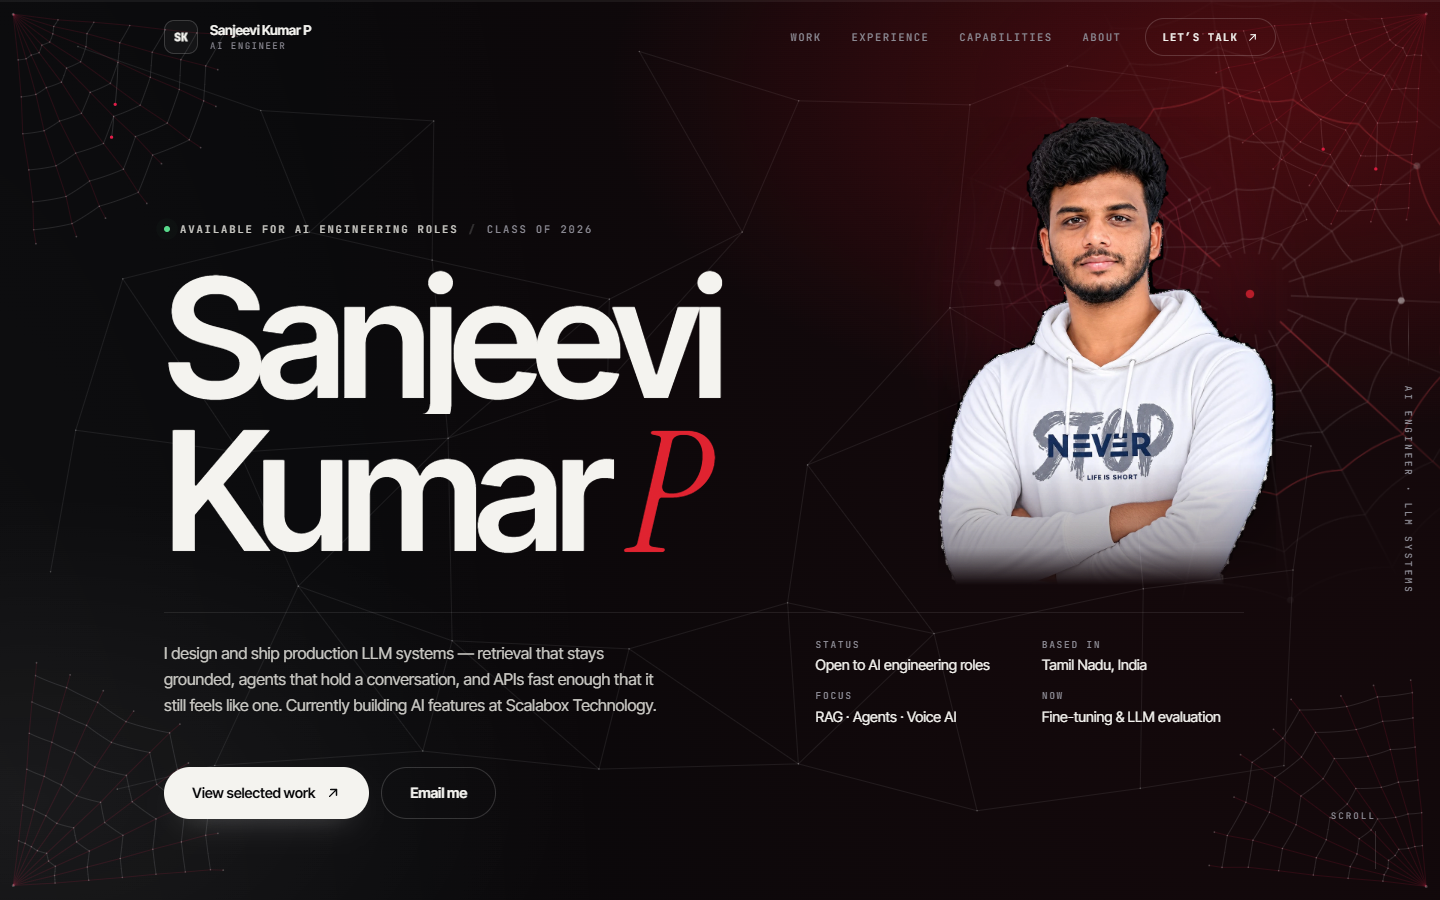 SK
Sanjeevi Kumar P
AI ENGINEER
WORK
EXPERIENCE
CAPABILITIES
ABOUT
LET'S TALK ↗
AVAILABLE FOR AI ENGINEERING ROLES / CLASS OF 2026
Sanjeevi
Kumar P
STOP
NEVER
LIFE IS SHORT
AI ENGINEER · LLM SYSTEMS
I design and ship production LLM systems — retrieval that stays
grounded, agents that hold a conversation, and APIs fast enough that it
still feels like one. Currently building AI features at Scalabox Technology.
STATUS
Open to AI engineering roles
BASED IN
Tamil Nadu, India
FOCUS
RAG · Agents · Voice AI
NOW
Fine-tuning & LLM evaluation
View selected work ↗
Email me
SCROLL